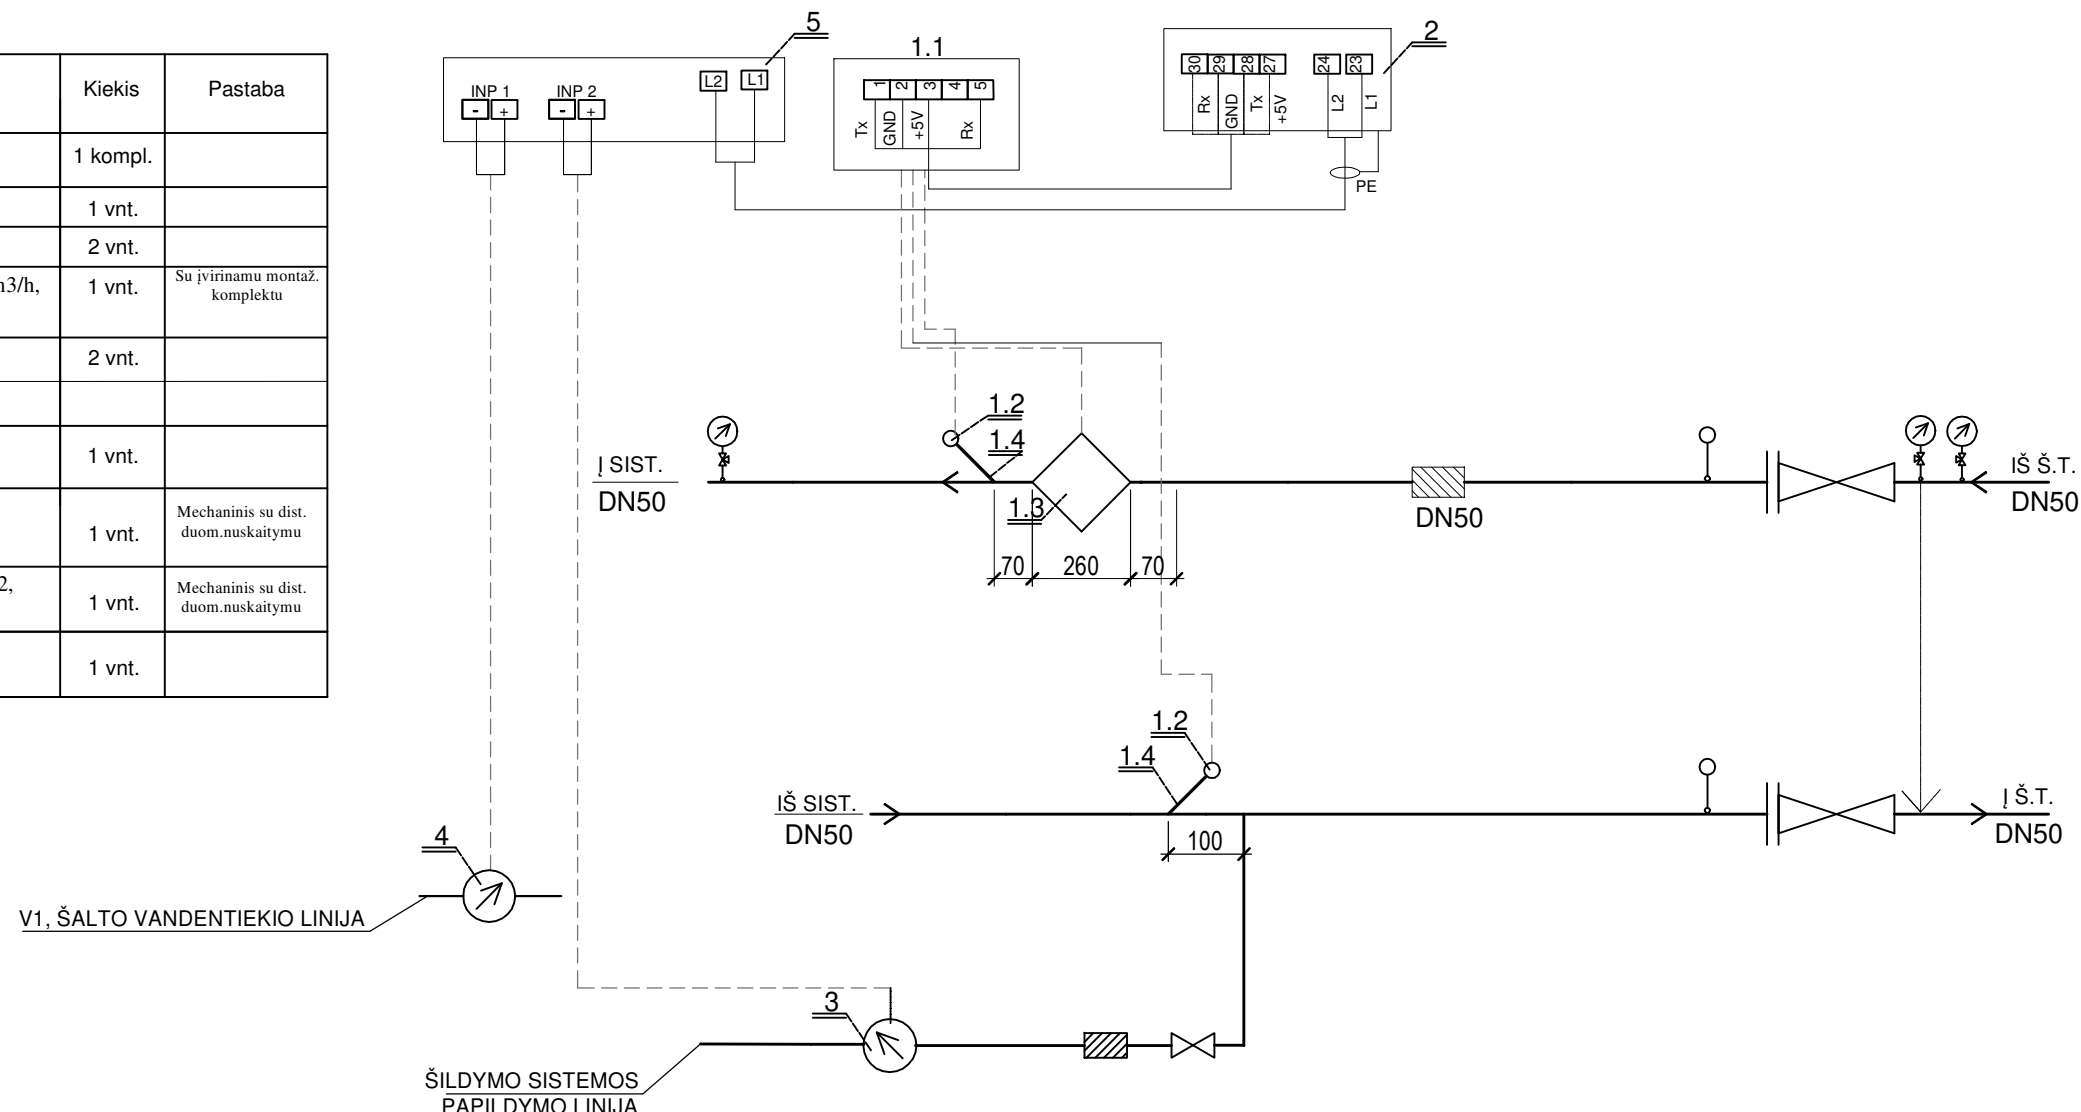 Kiekis Pastaba
1 kompl.
1 vnt.
2 vnt.
m3/h, 1 vnt. Su įvirinamu montaž.
komplektu
2 vnt.
1 vnt.
1 vnt. Mechaninis su dist.
duom.nuskaitymu
2, 1 vnt. Mechaninis su dist.
duom.nuskaitymu
1 vnt.
5
INP 1 INP 2 L2 L1
- + - +
1.1
1 2 3 4 5
Tx GND +5V Rx
2
30 29 28 27 24 23
Rx GND Tx +5V L2 L1
PE
1.2
1.4
1.3
Į SIST.
DN50
DN50
IŠ Š.T.
DN50
70 260 70
1.2
1.4
IŠ SIST.
DN50
100
Į Š.T.
DN50
4
V1, ŠALTO VANDENTIEKIO LINIJA
3
ŠILDYMO SISTEMOS
PAPILDYMO LINIJA